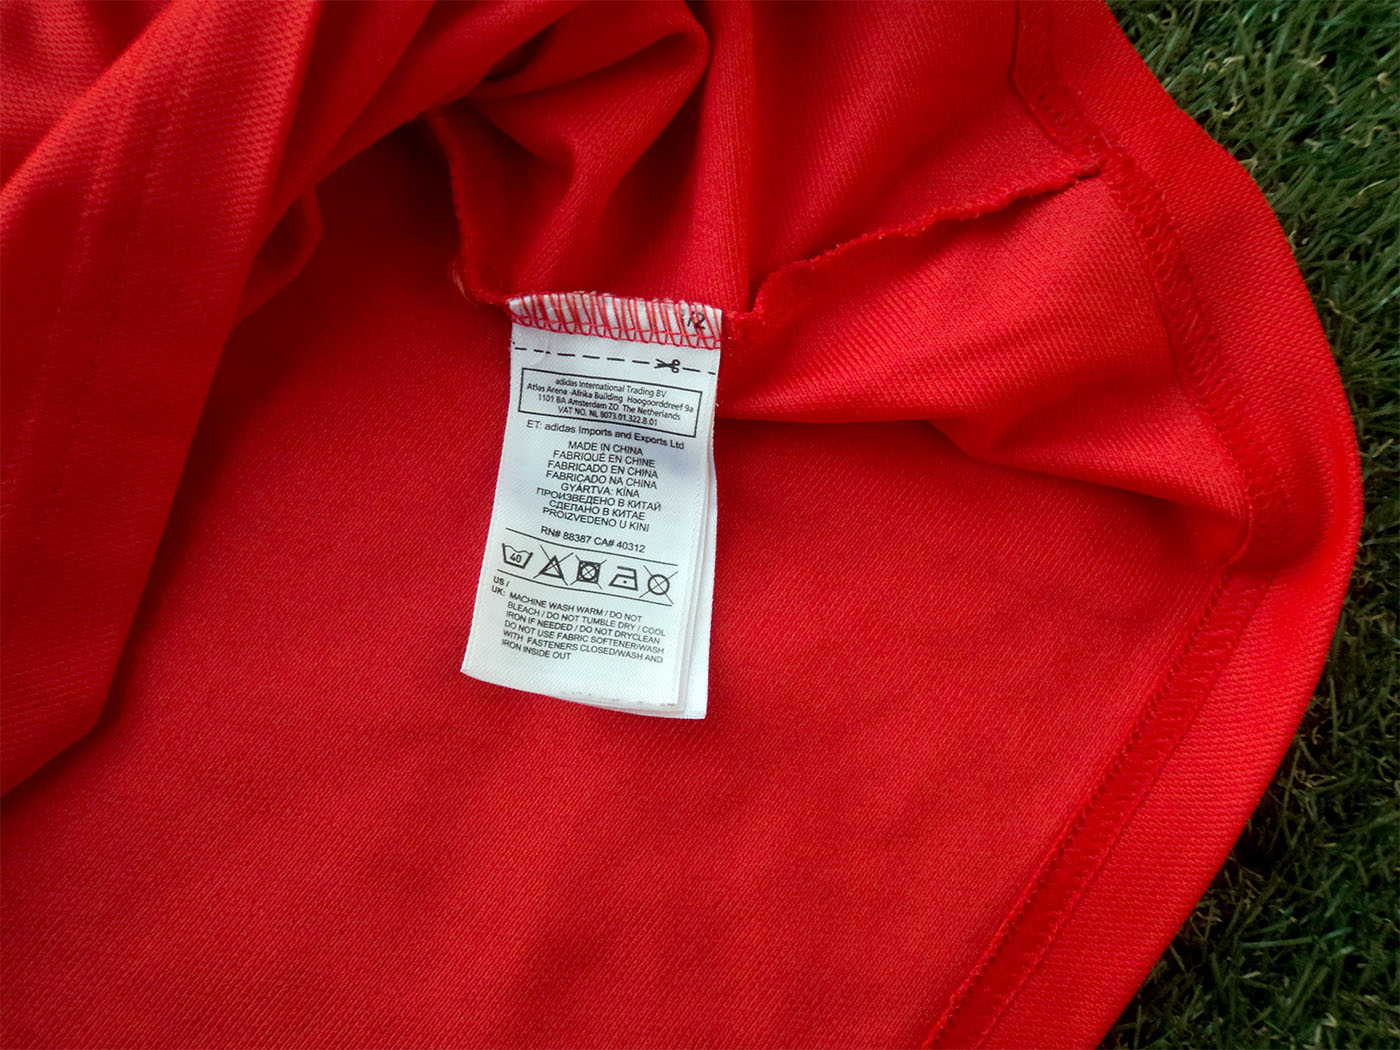 /2
adidas International Trading BV
Atlas Arena -Afrika Building Hoogoorddreef 9a
1101 BA Amsterdam ZO The Netherlands
VAT NO. NL 8073.01.322.B.01
ET: adidas Imports and Exports Ltd
MADE IN CHINA
FABRIQUÉ EN CHINE
FABRICADO EN CHINA
FABRICADO NA CHINA
GYÁRTVA: KÍNA
ПРОИЗВЕДЕНО В КИТАЙ
СДЕЛАНО В КИТАЕ
PROIZVEDENO U KINI
RN# 88387 CA# 40312
40
US /
UK: MACHINE WASH WARM / DO NOT
BLEACH / DO NOT TUMBLE DRY / COOL
IRON IF NEEDED / DO NOT DRYCLEAN
DO NOT USE FABRIC SOFTENER/WASH
WITH FASTENERS CLOSED/WASH AND
IRON INSIDE OUT